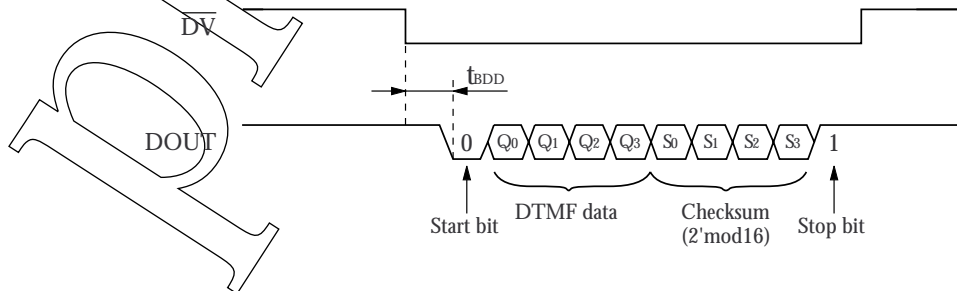 DV
tBDD
DOUT 0 Q0 Q1 Q2 Q3 S0 S1 S2 S3 1
Start bit DTMF data Checksum (2'mod16) Stop bit